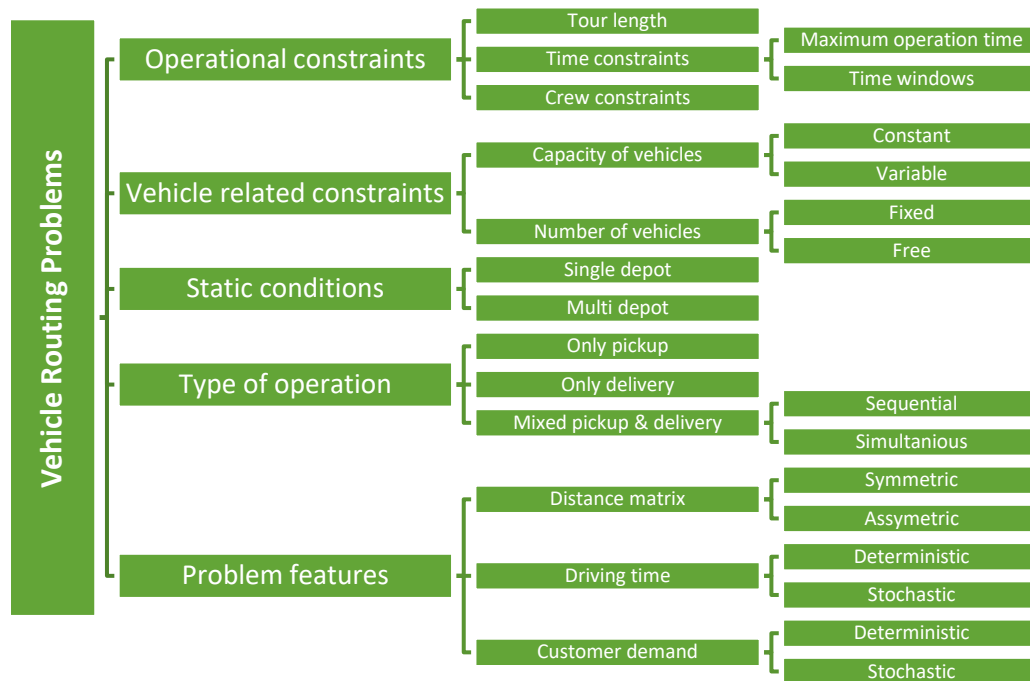 Vehicle Routing Problems
Operational constraints
Tour length
Time constraints
Maximum operation time
Time windows
Crew constraints
Vehicle related constraints
Capacity of vehicles
Constant
Variable
Number of vehicles
Fixed
Free
Static conditions
Single depot
Multi depot
Type of operation
Only pickup
Only delivery
Mixed pickup & delivery
Sequential
Simultanious
Problem features
Distance matrix
Symmetric
Assymetric
Driving time
Deterministic
Stochastic
Customer demand
Deterministic
Stochastic